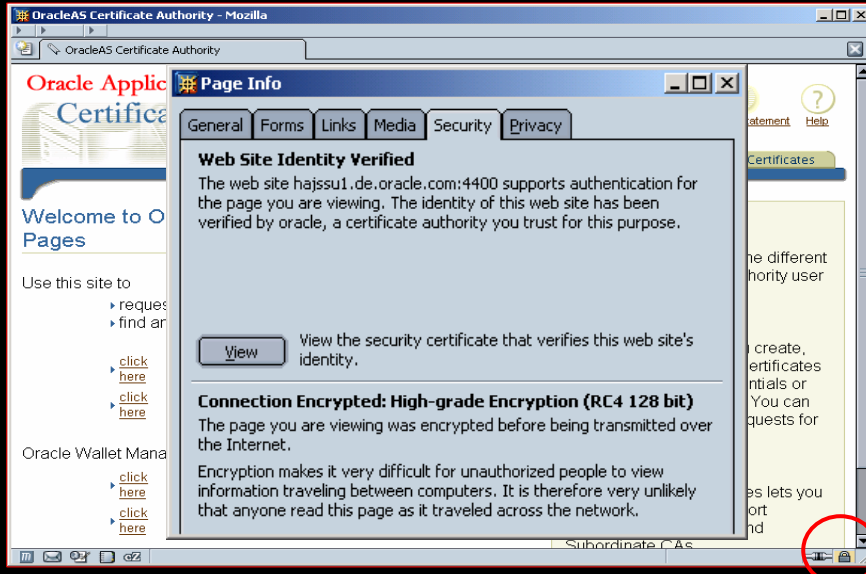 OracleAS Certificate Authority - Mozilla
OracleAS Certificate Authority
Oracle Applic
Certifica
atement
Help
Certificates
Welcome to O
Pages
Use this site to
reques
find an
click
here
click
here
Oracle Wallet Mana
click
here
click
here
Page Info
General Forms Links Media Security Privacy
Web Site Identity Verified
The web site hajssu1.de.oracle.com:4400 supports authentication for
the page you are viewing. The identity of this web site has been
verified by oracle, a certificate authority you trust for this purpose.
View
View the security certificate that verifies this web site's
identity.
Connection Encrypted: High-grade Encryption (RC4 128 bit)
The page you are viewing was encrypted before being transmitted over
the Internet.
Encryption makes it very difficult for unauthorized people to view
information traveling between computers. It is therefore very unlikely
that anyone read this page as it traveled across the network.
he different
hority user
create,
ertificates
ntials or
You can
quests for
es lets you
ort
nd
Subordinate CAs